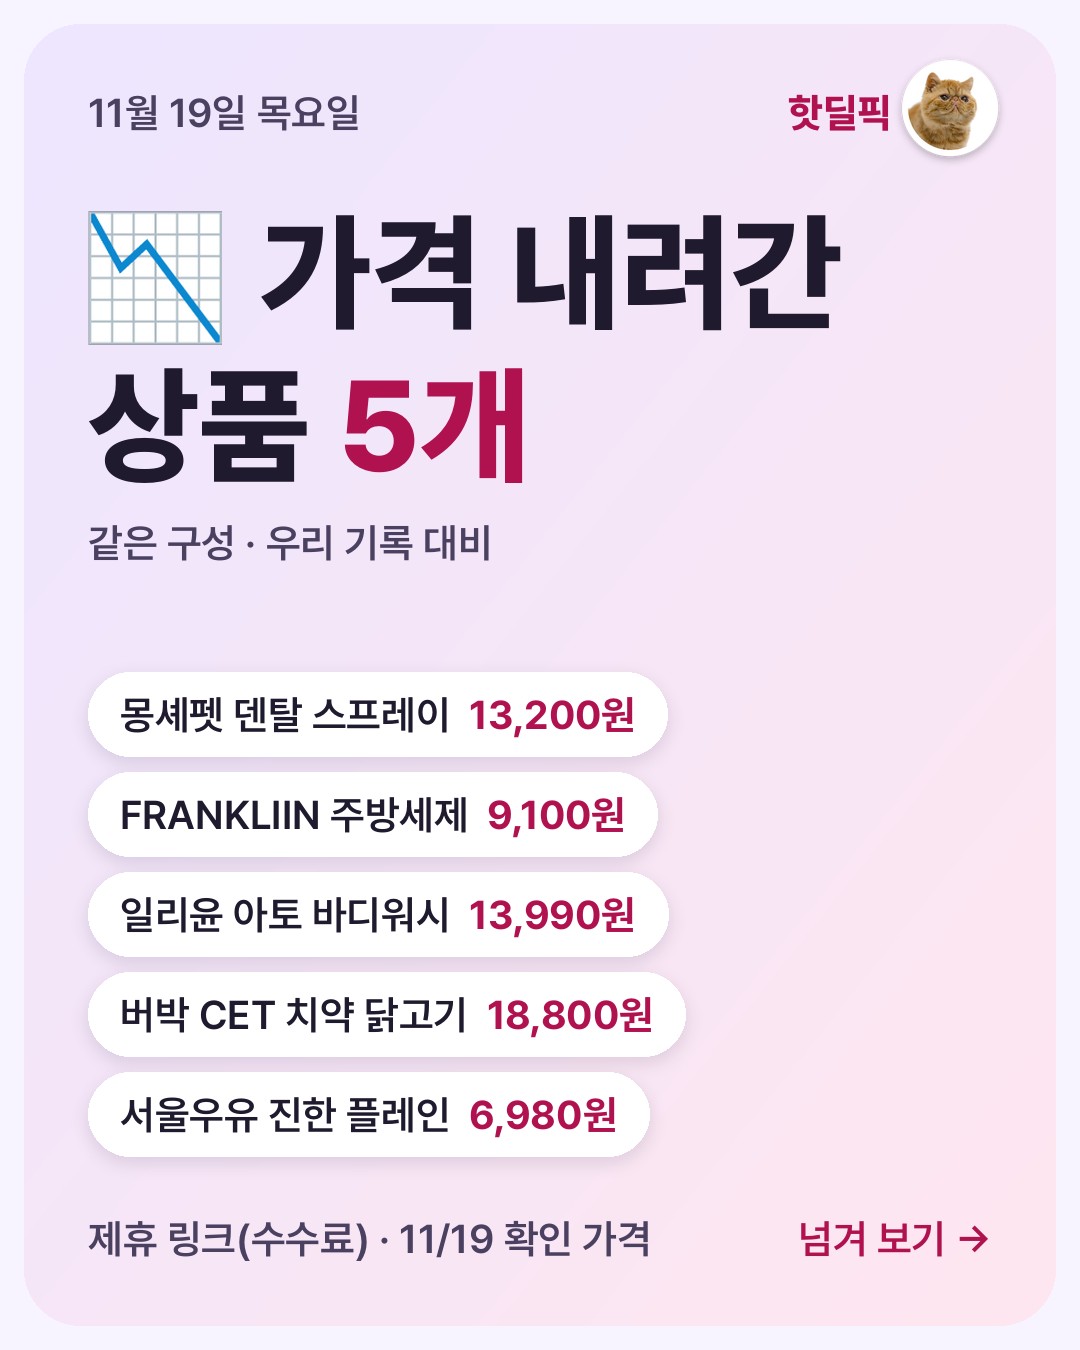 11월 19일 목요일
핫딜픽
가격 내려간
상품 5개
같은 구성 · 우리 기록 대비
몽셰펫 덴탈 스프레이 13,200원
FRANKLIIN 주방세제 9,100원
일리윤 아토 바디워시 13,990원
버박 CET 치약 닭고기 18,800원
서울우유 진한 플레인 6,980원
제휴 링크(수수료) · 11/19 확인 가격
넘겨 보기 →